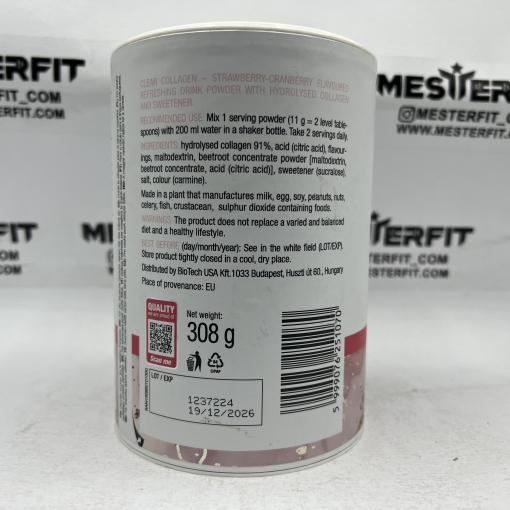 CLEAR COLLAGEN – STRAWBERRY-CRANBERRY FLAVOURED
REFRESHING DRINK POWDER WITH HYDROLYSED COLLAGEN
AND SWEETENER
RECOMMENDED USE: Mix 1 serving powder (11 g = 2 level table-
spoons) with 200 ml water in a shaker bottle. Take 2 servings daily.
INGREDIENTS: hydrolysed collagen 91%, acid (citric acid), flavour-
ings, maltodextrin, beetroot concentrate powder [maltodextrin,
beetroot concentrate, acid (citric acid)], sweetener (sucralose),
salt, colour (carmine).
Made in a plant that manufactures milk, egg, soy, peanuts, nuts,
celery, fish, crustacean, sulphur dioxide containing foods.
WARNINGS: The product does not replace a varied and balanced
diet and a healthy lifestyle.
BEST BEFORE (day/month/year): See in the white field (LOT/EXP).
Store product tightly closed in a cool, dry place.
Distributed by BioTech USA Kft. 1033 Budapest, Huszti út 60., Hungary
Place of provenance: EU
QUALITY
Scan me
Net weight:
308 g
C/PAP
LOT / EXP
1237224
19/12/2026
5 999076 251070
MESTERFIT
MESTERFIT_COM
MESTERFIT.COM